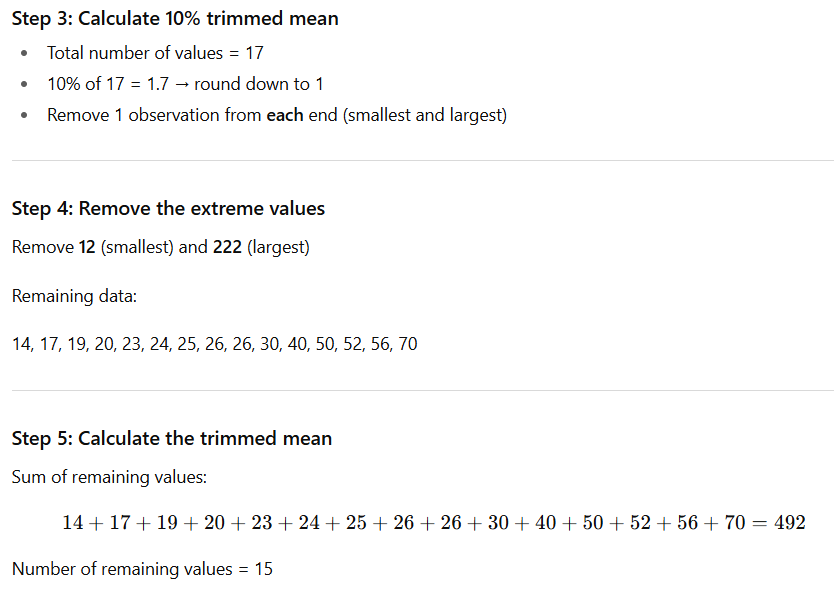 Step 3: Calculate 10% trimmed mean
• Total number of values = 17
• 10% of 17 = 1.7 → round down to 1
• Remove 1 observation from each end (smallest and largest)
Step 4: Remove the extreme values
Remove 12 (smallest) and 222 (largest)
Remaining data:
14, 17, 19, 20, 23, 24, 25, 26, 26, 30, 40, 50, 52, 56, 70
Step 5: Calculate the trimmed mean
Sum of remaining values:
14 + 17 + 19 + 20 + 23 + 24 + 25 + 26 + 26 + 30 + 40 + 50 + 52 + 56 + 70 = 492
Number of remaining values = 15